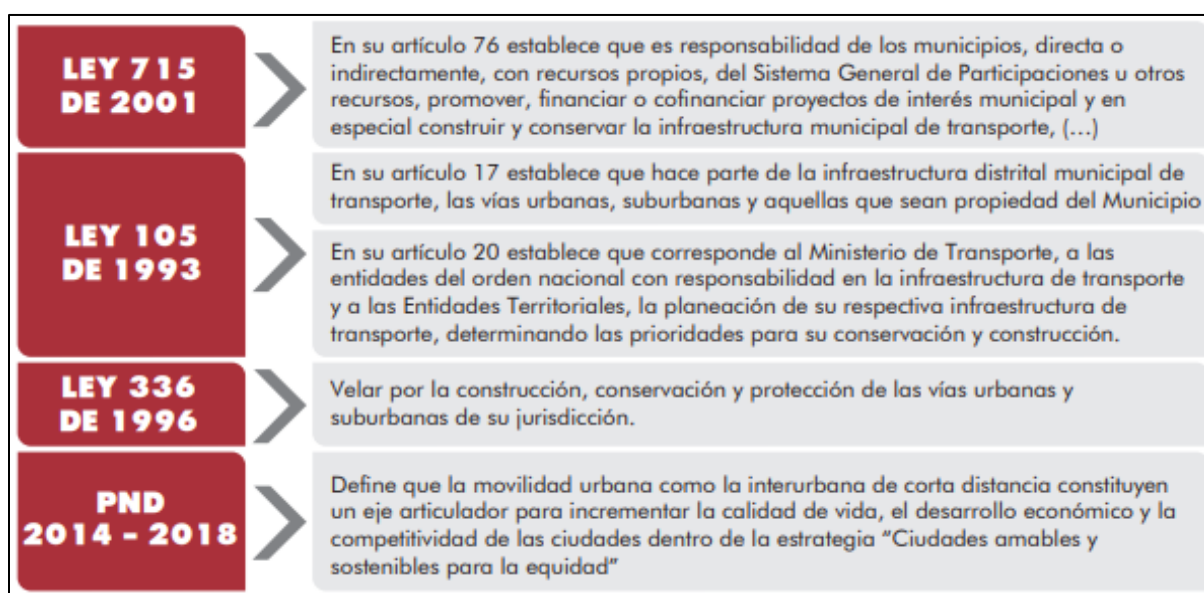 LEY 715
DE 2001
En su artículo 76 establece que es responsabilidad de los municipios, directa o
indirectamente, con recursos propios, del Sistema General de Participaciones u otros
recursos, promover, financiar o cofinanciar proyectos de interés municipal y en
especial construir y conservar la infraestructura municipal de transporte, (...)
LEY 105
DE 1993
En su artículo 17 establece que hace parte de la infraestructura distrital municipal de
transporte, las vías urbanas, suburbanas y aquellas que sean propiedad del Municipio
En su artículo 20 establece que corresponde al Ministerio de Transporte, a las
entidades del orden nacional con responsabilidad en la infraestructura de transporte
y a las Entidades Territoriales, la planeación de su respectiva infraestructura de
transporte, determinando las prioridades para su conservación y construcción.
LEY 336
DE 1996
Velar por la construcción, conservación y protección de las vías urbanas y
suburbanas de su jurisdicción.
PND
2014 – 2018
Define que la movilidad urbana como la interurbana de corta distancia constituyen
un eje articulador para incrementar la calidad de vida, el desarrollo económico y la
competitividad de las ciudades dentro de la estrategia “Ciudades amables y
sostenibles para la equidad”